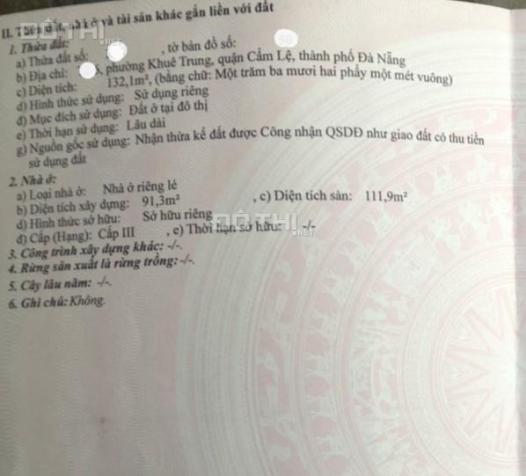 II. Thửa đất, nhà ở và tài sản khác gắn liền với đất
1. Thửa đất:
a) Thửa đất số: , tờ bản đồ số:
b) Địa chỉ: phường Khuê Trung, quận Cẩm Lệ, thành phố Đà Nẵng
c) Diện tích: 132,1m², (bằng chữ: Một trăm ba mươi hai phẩy một mét vuông)
d) Hình thức sử dụng: Sử dụng riêng
đ) Mục đích sử dụng: Đất ở tại đô thị
e) Thời hạn sử dụng: Lâu dài
g) Nguồn gốc sử dụng: Nhận thừa kế đất được Công nhận QSDĐ như giao đất có thu tiền
sử dụng đất
2. Nhà ở:
a) Loại nhà ở: Nhà ở riêng lẻ
b) Diện tích xây dựng: 91,3m² , c) Diện tích sàn: 111,9m²
d) Hình thức sở hữu: Sở hữu riêng
đ) Cấp (Hạng): Cấp III , e) Thời hạn sở hữu: -/-
3. Công trình xây dựng khác: -/-.
4. Rừng sản xuất là rừng trồng: -/-.
5. Cây lâu năm: -/-.
6. Ghi chú: Không.